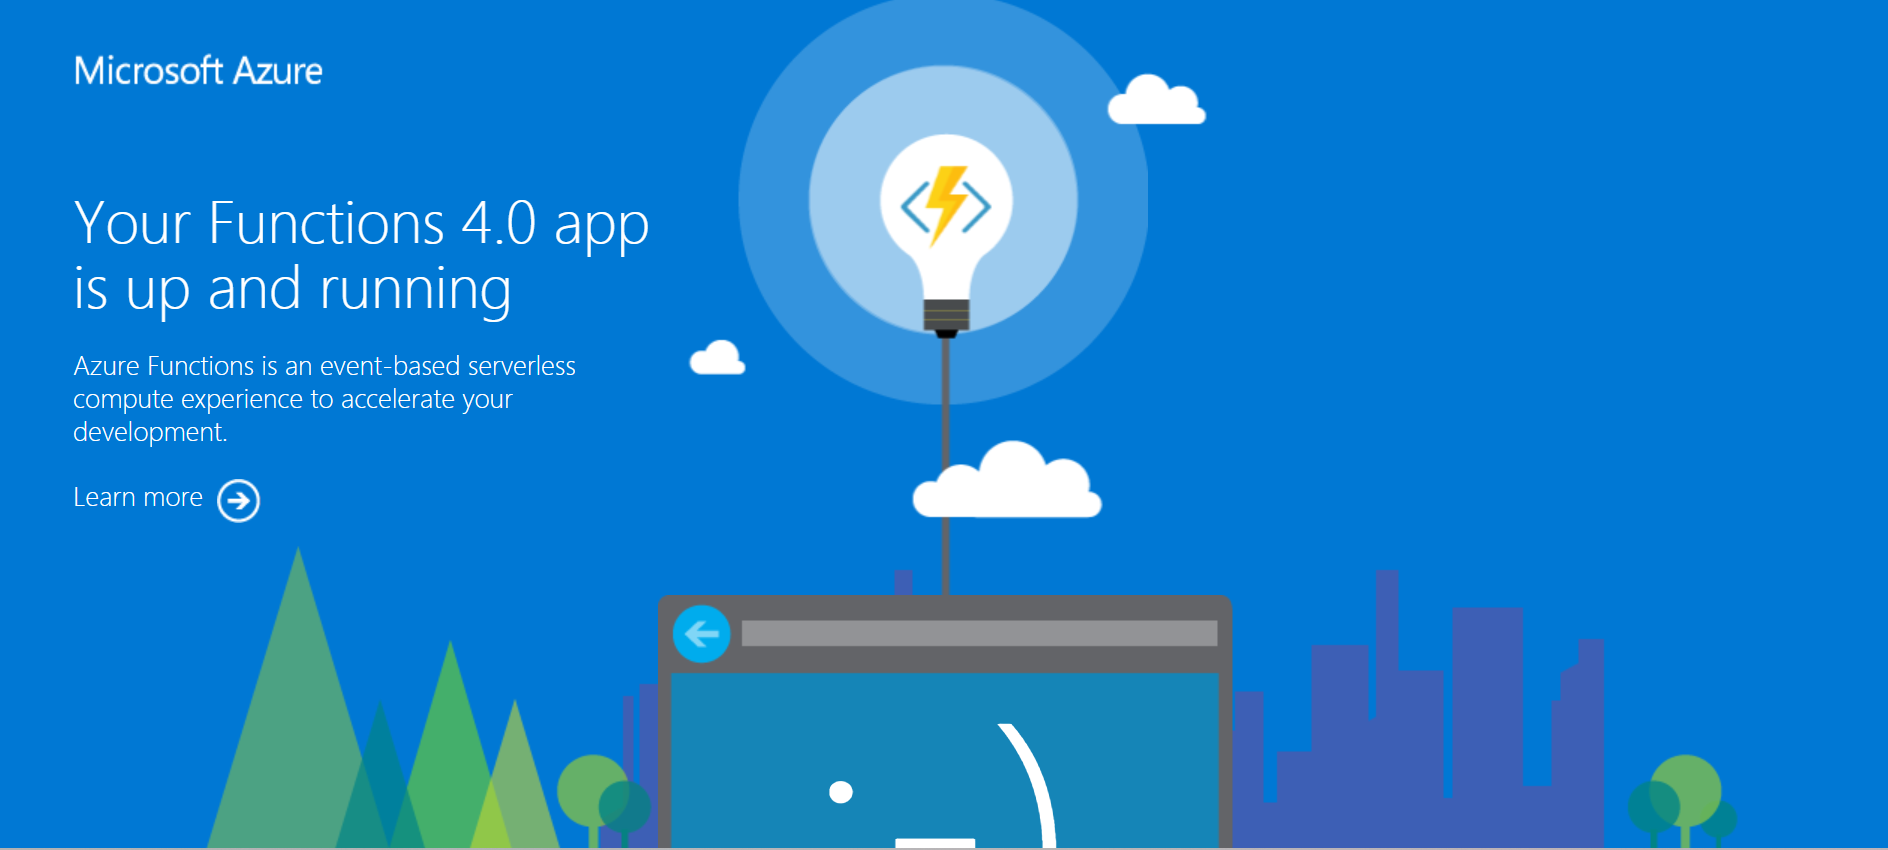 Microsoft Azure
Your Functions 4.0 app
is up and running
Azure Functions is an event-based serverless
compute experience to accelerate your
development.
Learn more